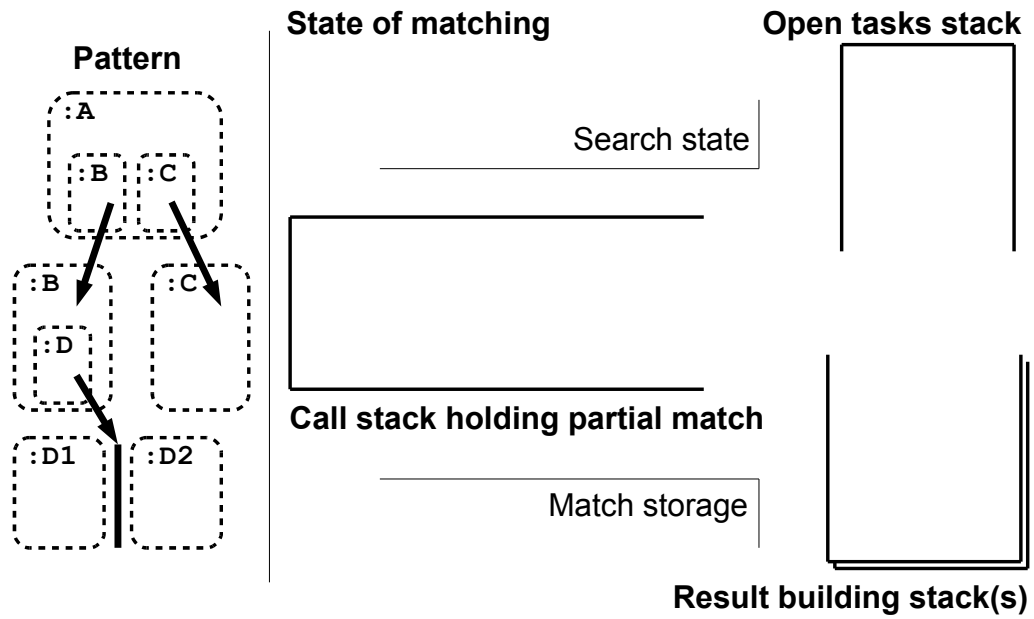 State of matching
Open tasks stack
Pattern
:A
Search state
:B :C
:B :C
:D
Call stack holding partial match
:D1 :D2
Match storage
Result building stack(s)